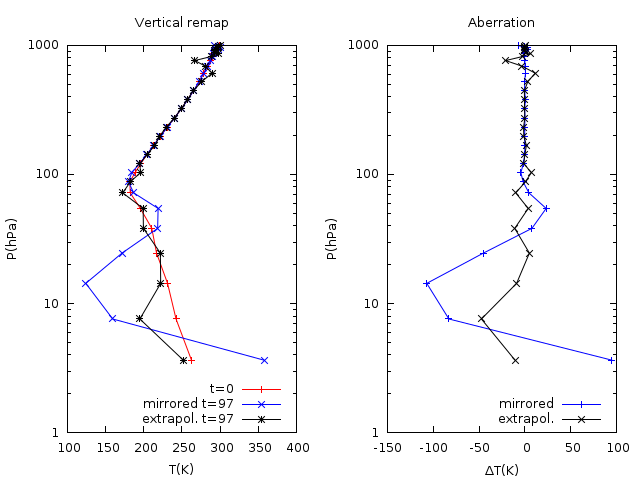 Vertical remap
1000
100
10
1
P(hPa)
t=0
mirrored t=97
extrapol. t=97
100 150 200 250 300 350 400
T(K)
Aberration
1000
100
10
1
P(hPa)
mirrored
extrapol.
-150 -100 -50 0 50 100
ΔT(K)